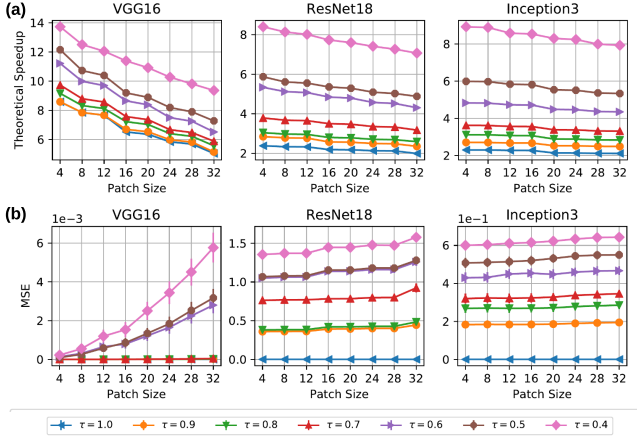 (a)
VGG16
ResNet18
Inception3
Theoretical Speedup
14
12
10
8
6
8
6
4
2
8
6
4
2
4 8 12 16 20 24 28 32
4 8 12 16 20 24 28 32
4 8 12 16 20 24 28 32
Patch Size
Patch Size
Patch Size
(b)
1e−3
VGG16
ResNet18
1e−1
Inception3
MSE
6
4
2
0
1.5
1.0
0.5
0.0
6
4
2
0
4 8 12 16 20 24 28 32
4 8 12 16 20 24 28 32
4 8 12 16 20 24 28 32
Patch Size
Patch Size
Patch Size
τ = 1.0 τ = 0.9 τ = 0.8 τ = 0.7 τ = 0.6 τ = 0.5 τ = 0.4